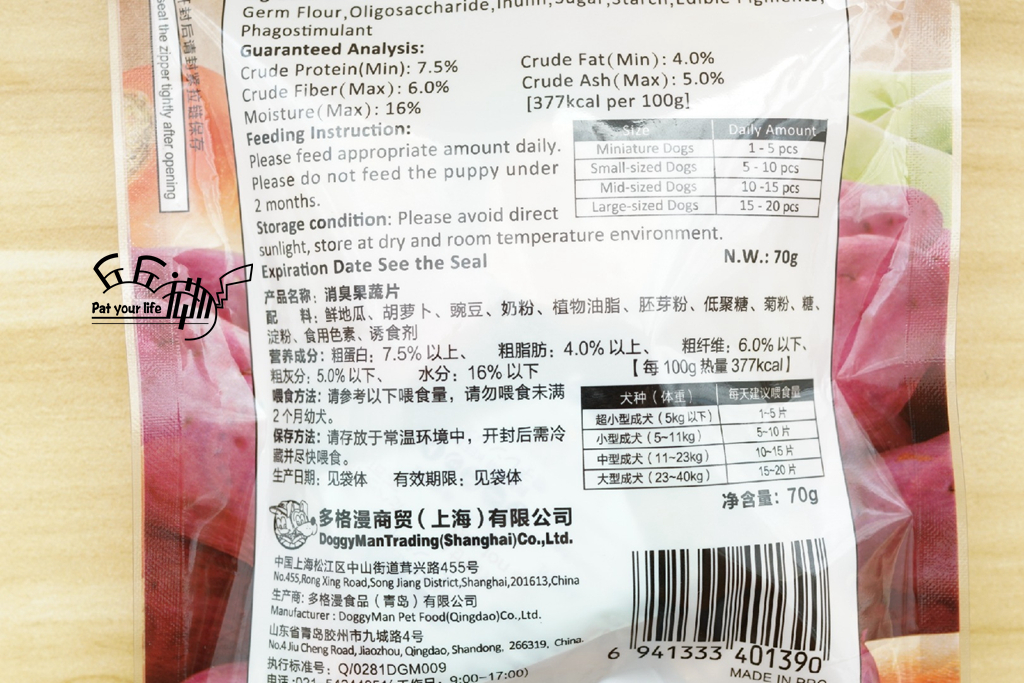 Germ Flour,Oligosaccharide,Inulin,Sugar,Starch,Edible Pigments,
Phagostimulant
Guaranteed Analysis:
Crude Protein(Min): 7.5%
Crude Fat(Min): 4.0%
Crude Fiber(Max): 6.0%
Crude Ash(Max): 5.0%
Moisture(Max): 16%
[377kcal per 100g]
Feeding Instruction:
Please feed appropriate amount daily.
Please do not feed the puppy under
2 months.
Size Daily Amount
Miniature Dogs 1 - 5 pcs
Small-sized Dogs 5 - 10 pcs
Mid-sized Dogs 10 -15 pcs
Large-sized Dogs 15 - 20 pcs
Storage condition: Please avoid direct
sunlight, store at dry and room temperature environment.
Expiration Date See the Seal
N.W.: 70g
产品名称：消臭果蔬片
配 料：鲜地瓜、胡萝卜、豌豆、奶粉、植物油脂、胚芽粉、低聚糖、菊粉、糖、
淀粉、食用色素、诱食剂
营养成分：粗蛋白：7.5% 以上、 粗脂肪：4.0% 以上、 粗纤维：6.0% 以下、
粗灰分：5.0% 以下、 水分：16% 以下 【每 100g 热量 377kcal】
喂食方法：请参考以下喂食量，请勿喂食未满
2 个月幼犬。
保存方法：请存放于常温环境中，开封后需冷
藏并尽快喂食。
生产日期：见袋体 有效期限：见袋体
犬种（体重） 每天建议喂食量
超小型成犬（5kg 以下） 1~5 片
小型成犬（5~11kg） 5~10 片
中型成犬（11~23kg） 10~15 片
大型成犬（23~40kg） 15~20 片
净含量：70g
多格漫商贸（上海）有限公司
DoggyManTrading(Shanghai)Co.,Ltd.
中国上海松江区中山街道茸兴路455号
No.455,Rong Xing Road,Song Jiang District,Shanghai,201613,China
生产商：多格漫食品（青岛）有限公司
Manufacturer : DoggyMan Pet Food(Qingdao)Co.,Ltd.
山东省青岛胶州市九城路4号
No.4 Jiu Cheng Road, Jiaozhou, Qingdao, Shandong, 266319, China.
执行标准号：Q/0281DGM009
9:00-17:00)
6 941333 401390
MADE IN PRC
开封后请封紧拉链保存
seal the zipper tightly after opening
Pat your life